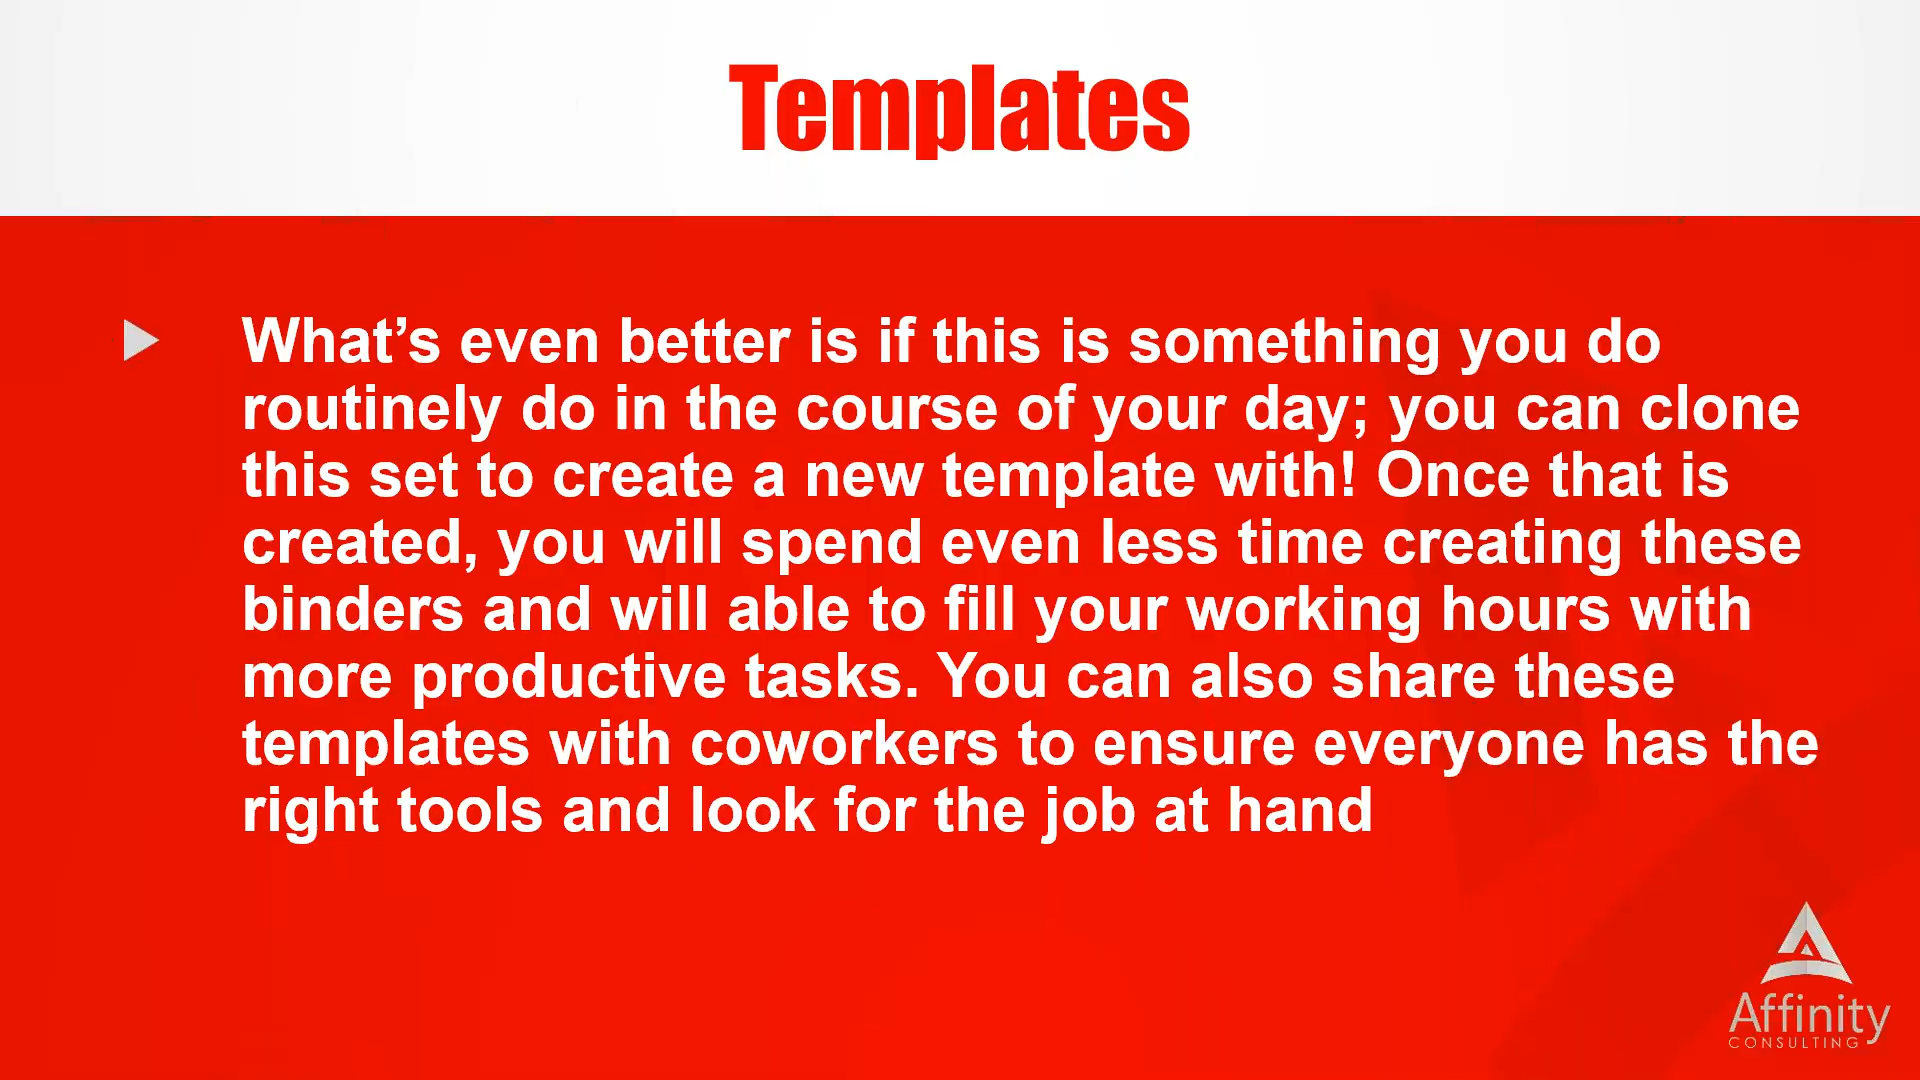 Templates
What’s even better is if this is something you do
routinely do in the course of your day; you can clone
this set to create a new template with! Once that is
created, you will spend even less time creating these
binders and will able to fill your working hours with
more productive tasks. You can also share these
templates with coworkers to ensure everyone has the
right tools and look for the job at hand
Affinity
CONSULTING